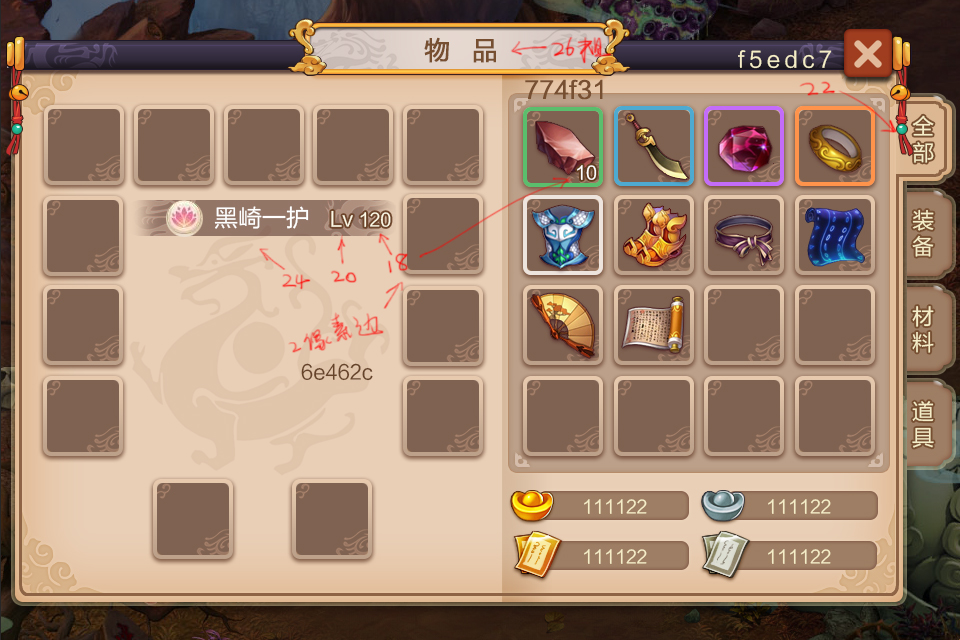 物 品 ← 26粗
f5edc7
774f31
22
全部
10
黑崎一护 Lv 120
装备
24 20 18
2像素边
材料
6e462c
道具
111122 111122
111122 111122